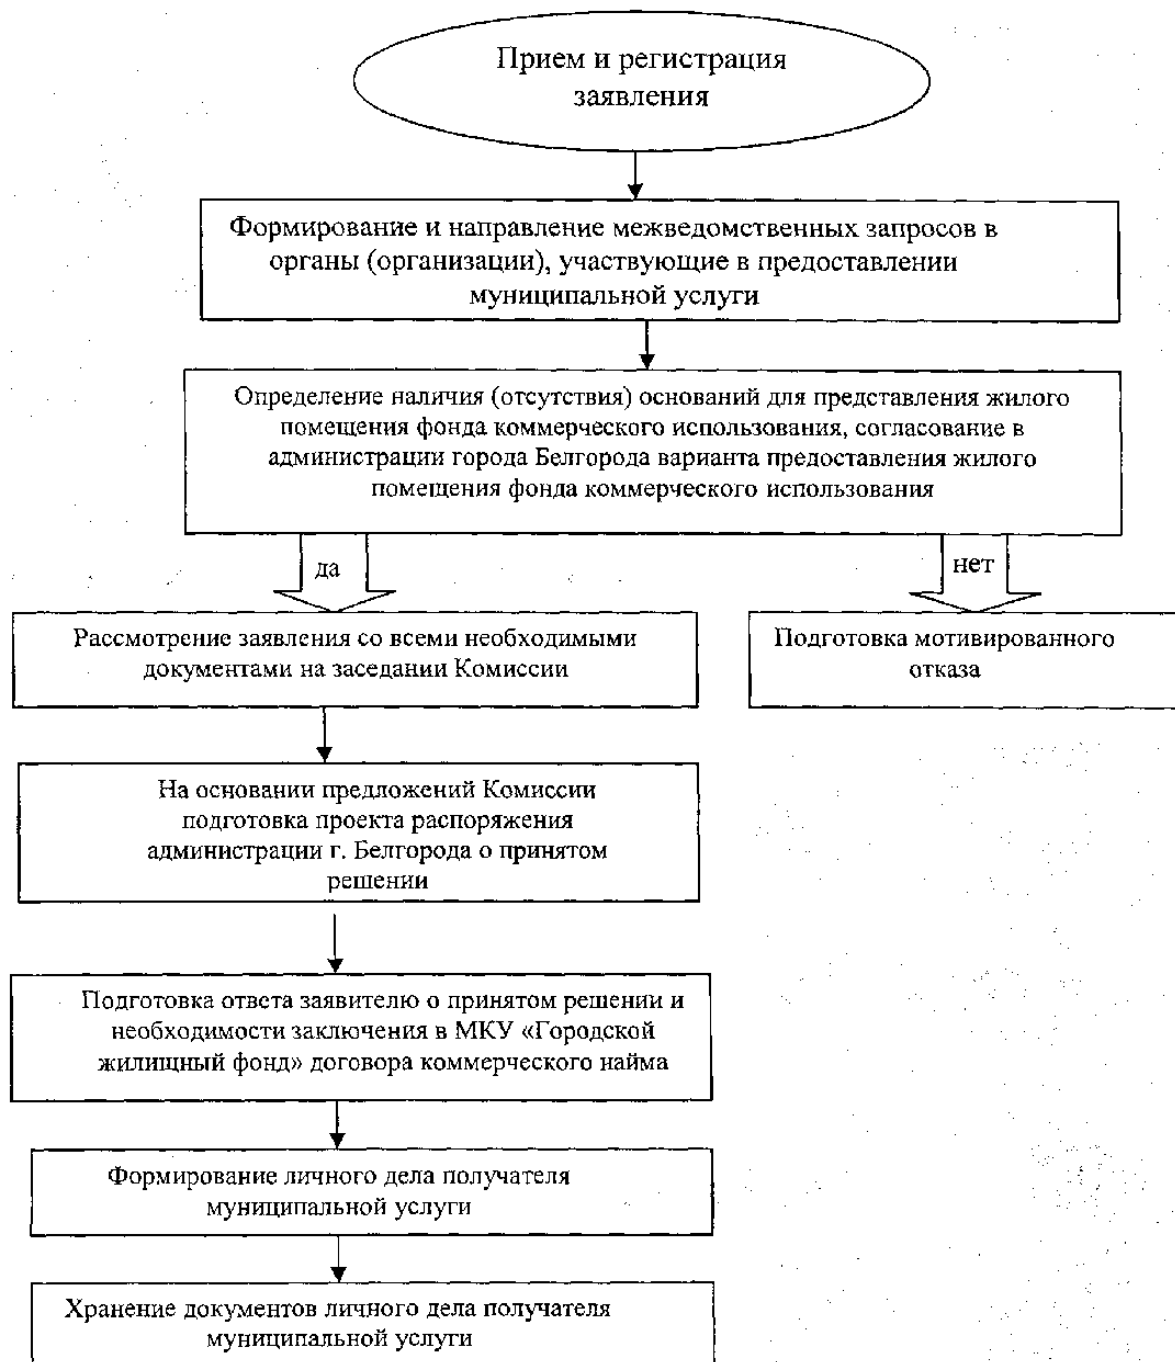 Прием и регистрация
заявления
Формирование и направление межведомственных запросов в
органы (организации), участвующие в предоставлении
муниципальной услуги
Определение наличия (отсутствия) оснований для представления жилого
помещения фонда коммерческого использования, согласование в
администрации города Белгорода варианта предоставления жилого
помещения фонда коммерческого использования
да
нет
Рассмотрение заявления со всеми необходимыми
документами на заседании Комиссии
Подготовка мотивированного
отказа
На основании предложений Комиссии
подготовка проекта распоряжения
администрации г. Белгорода о принятом
решении
Подготовка ответа заявителю о принятом решении и
необходимости заключения в МКУ «Городской
жилищный фонд» договора коммерческого найма
Формирование личного дела получателя
муниципальной услуги
Хранение документов личного дела получателя
муниципальной услуги